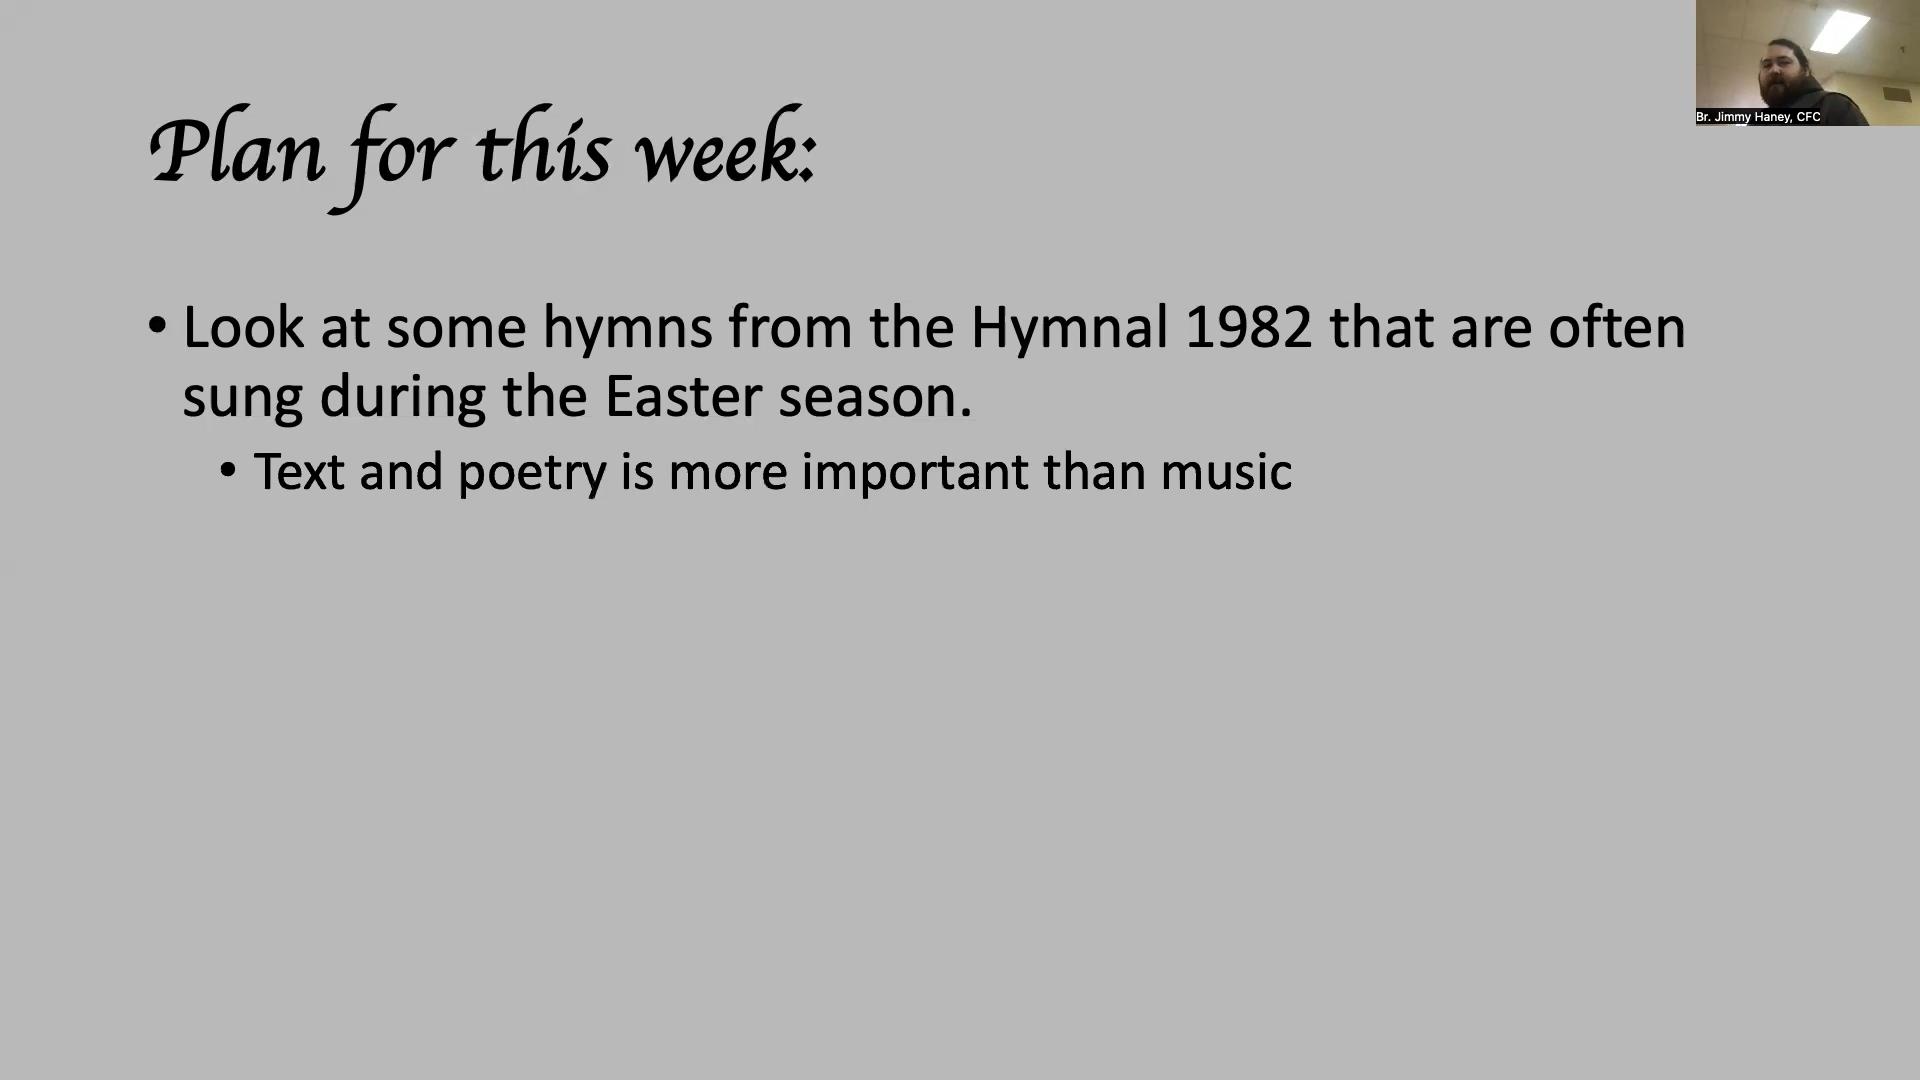 Plan for this week:
• Look at some hymns from the Hymnal 1982 that are often
sung during the Easter season.
• Text and poetry is more important than music
Br. Jimmy Haney, CFC